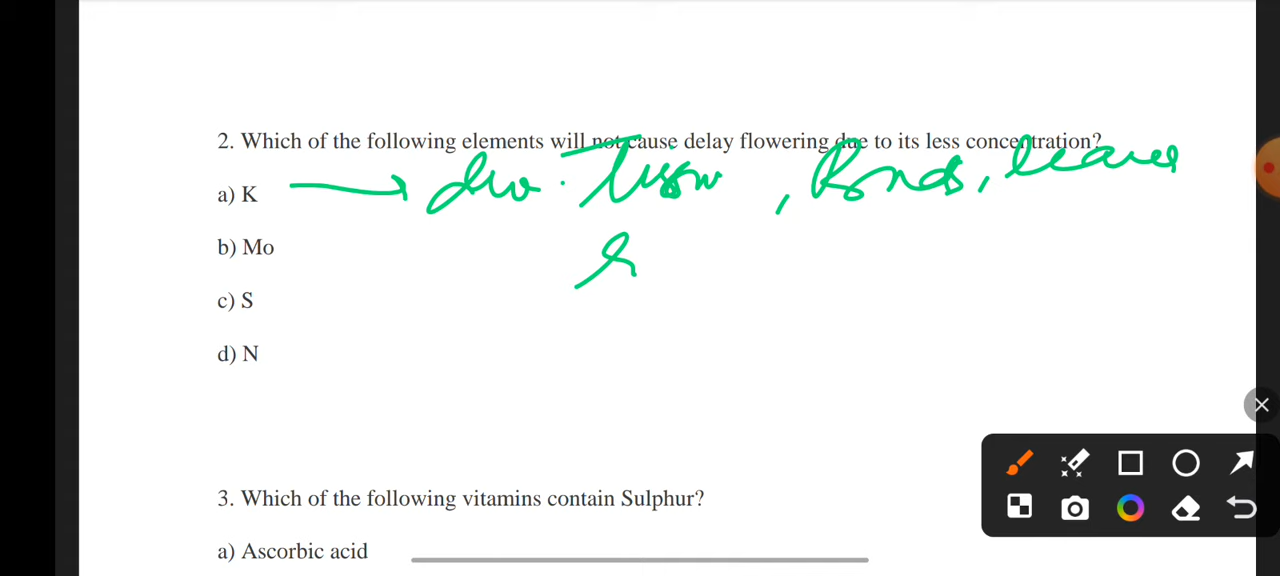 2. Which of the following elements will not cause delay flowering due to its less concentration?
a) K → , leaves
b) Mo
c) S
d) N
3. Which of the following vitamins contain Sulphur?
a) Ascorbic acid